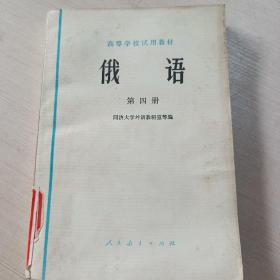 高等学校试用教材
俄语
第四册
同济大学外语教研室等编
人民教育出版社